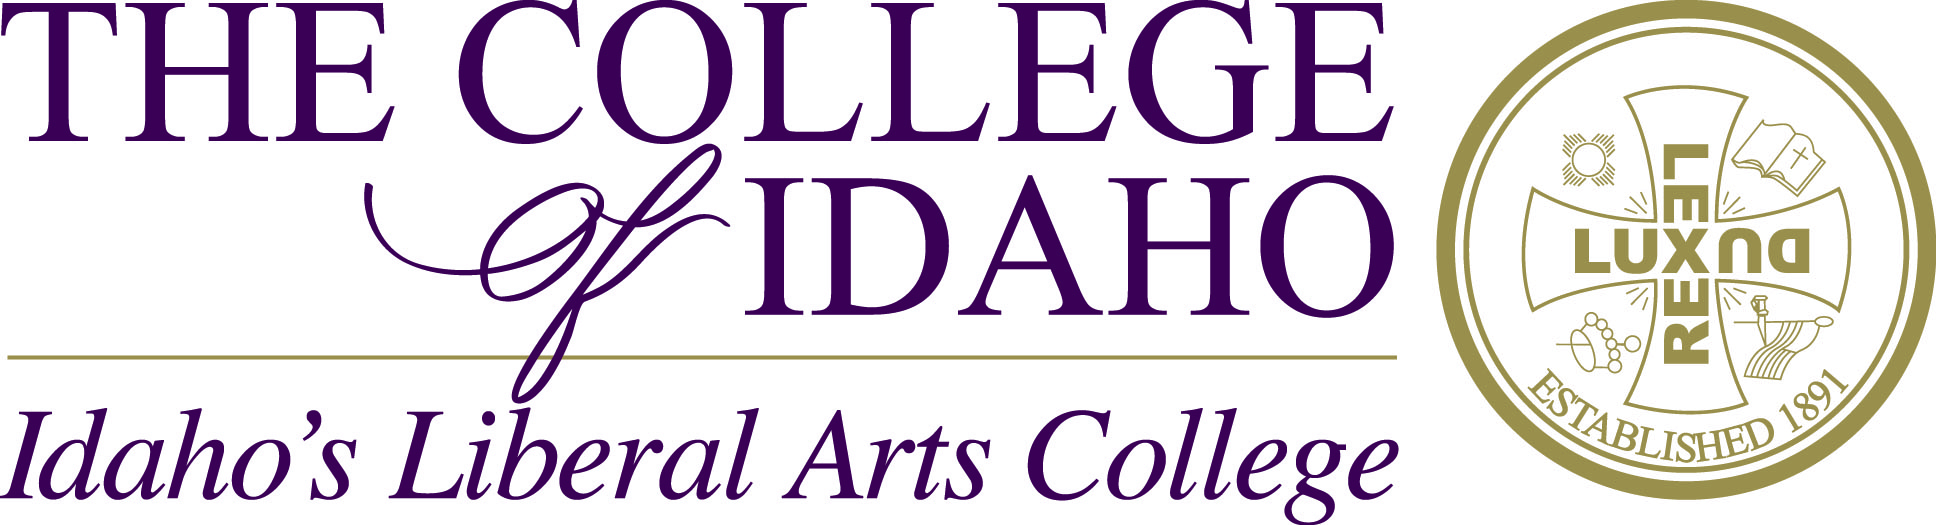 THE COLLEGE
of IDAHO
Idaho's Liberal Arts College
LEX
LUX
DUX
REX
ESTABLISHED 1891